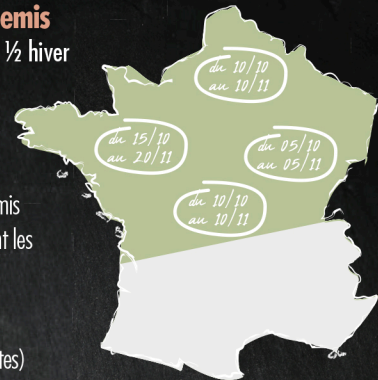 emis
½ hiver
du 10/10
au 10/11
du 15/10
au 20/11
du 05/10
au 05/11
du 10/10
au 10/11
mis
t les
tes)